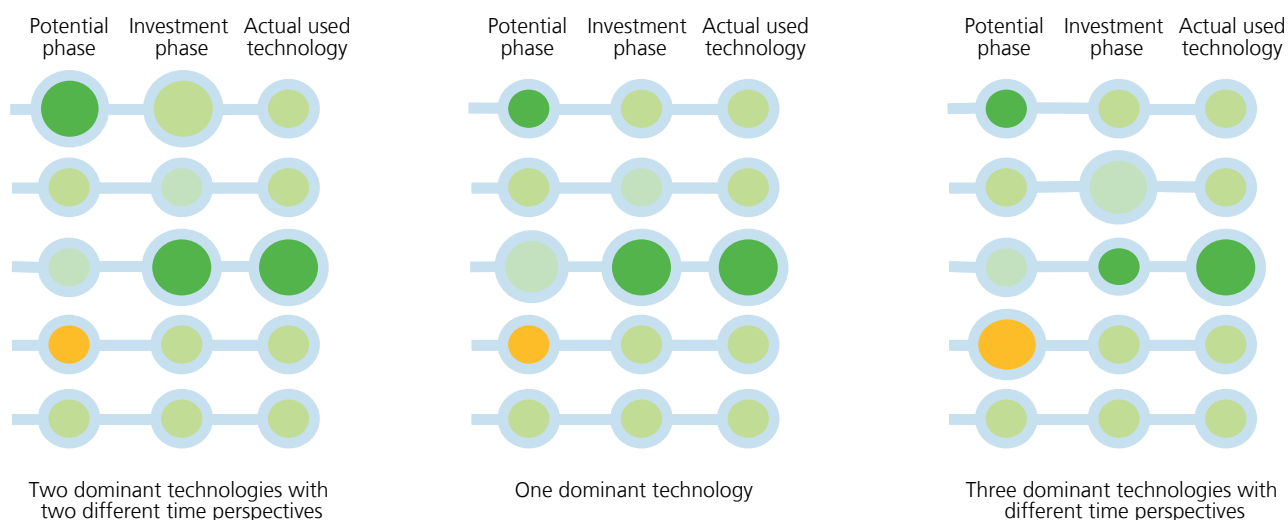 Potential phase
Investment phase
Actual used technology
Potential phase
Investment phase
Actual used technology
Potential phase
Investment phase
Actual used technology
Two dominant technologies with
two different time perspectives
One dominant technology
Three dominant technologies with
different time perspectives